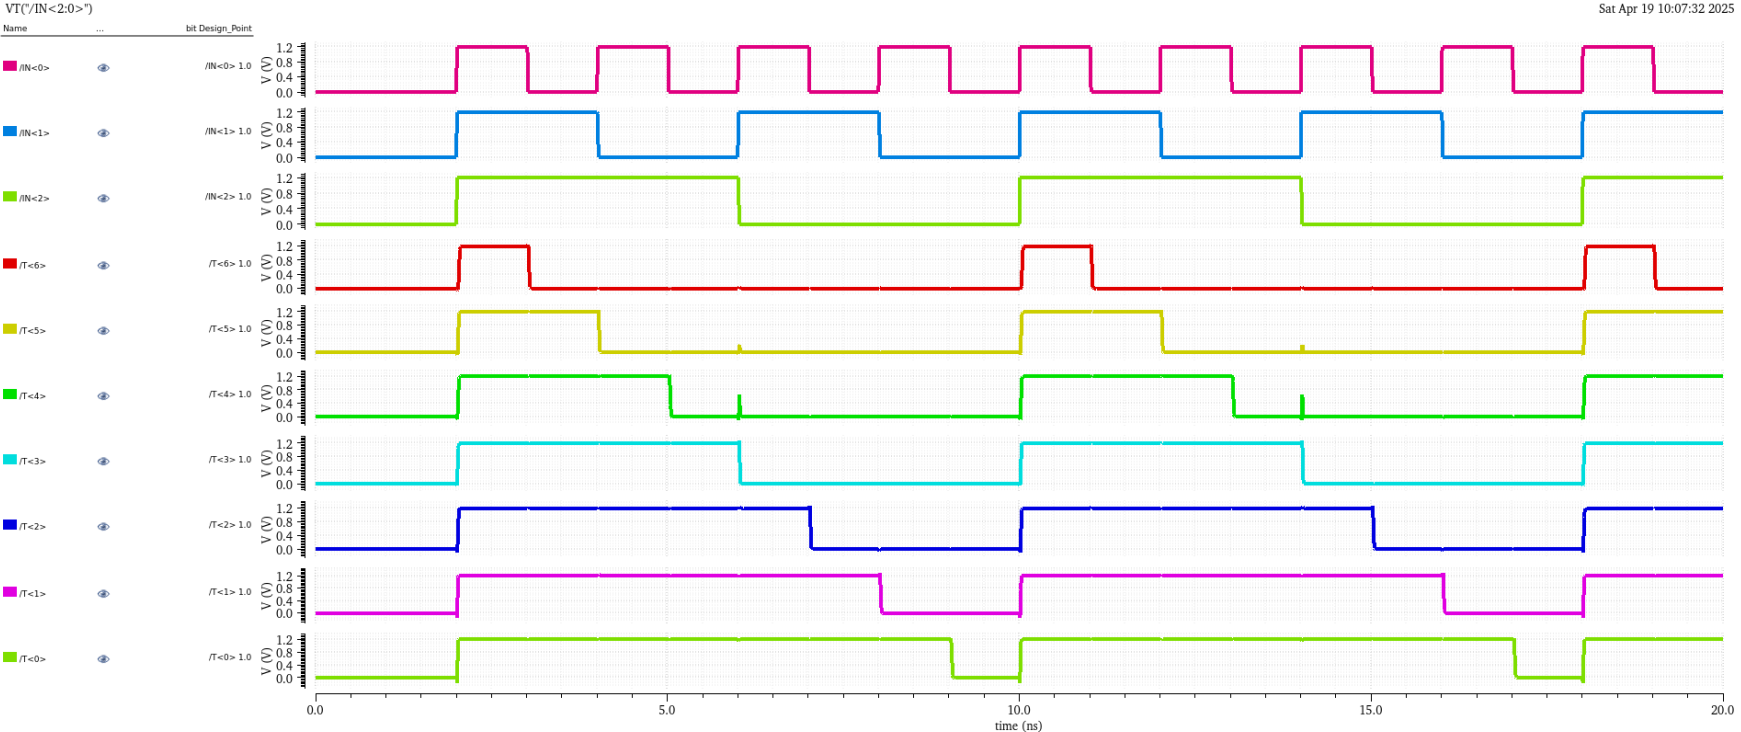 VT("/IN<2:0>")
Sat Apr 19 10:07:32 2025
Name ... bit Design_Point
/IN<0> /IN<0> 1.0 V (V) 1.2 0.8 0.4 0.0
/IN<1> /IN<1> 1.0 V (V) 1.2 0.8 0.4 0.0
/IN<2> /IN<2> 1.0 V (V) 1.2 0.8 0.4 0.0
/T<6> /T<6> 1.0 V (V) 1.2 0.8 0.4 0.0
/T<5> /T<5> 1.0 V (V) 1.2 0.8 0.4 0.0
/T<4> /T<4> 1.0 V (V) 1.2 0.8 0.4 0.0
/T<3> /T<3> 1.0 V (V) 1.2 0.8 0.4 0.0
/T<2> /T<2> 1.0 V (V) 1.2 0.8 0.4 0.0
/T<1> /T<1> 1.0 V (V) 1.2 0.8 0.4 0.0
/T<0> /T<0> 1.0 V (V) 1.2 0.8 0.4 0.0
0.0 5.0 10.0 15.0 20.0
time (ns)